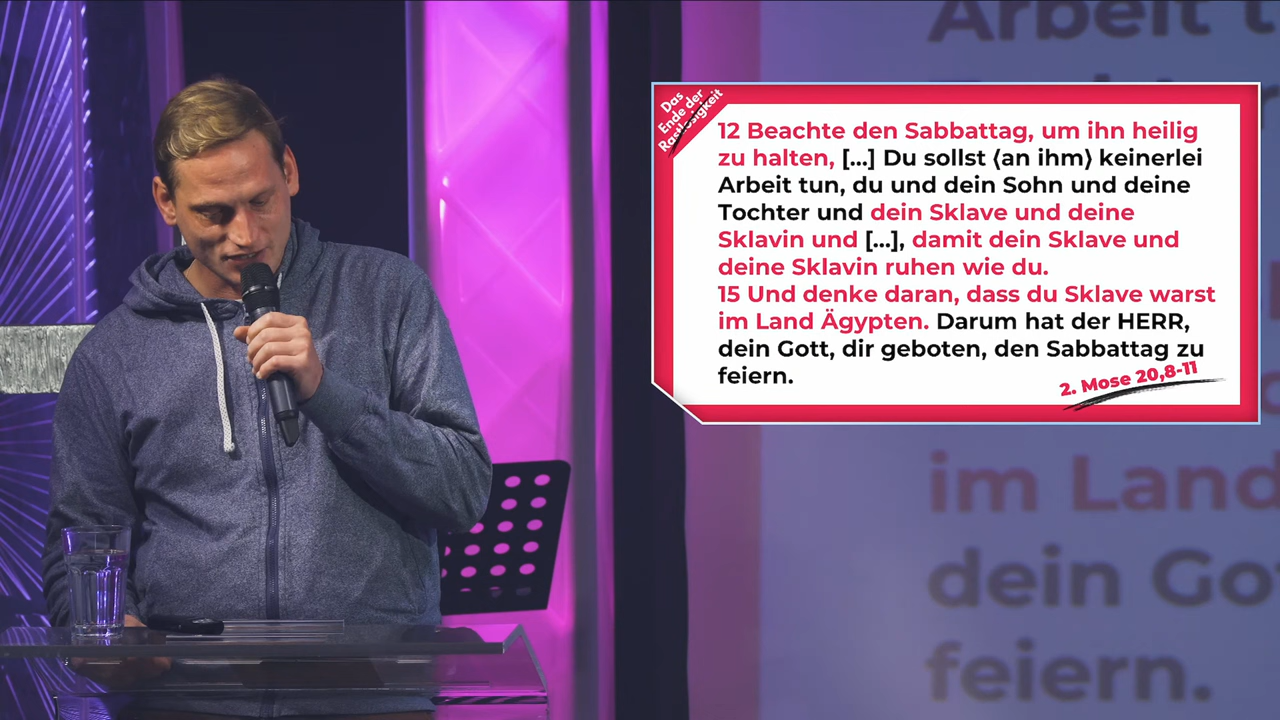 Das
Ende der
Rastlosigkeit
12 Beachte den Sabbattag, um ihn heilig
zu halten, [...] Du sollst ⟨an ihm⟩ keinerlei
Arbeit tun, du und dein Sohn und deine
Tochter und dein Sklave und deine
Sklavin und [...], damit dein Sklave und
deine Sklavin ruhen wie du.
15 Und denke daran, dass du Sklave warst
im Land Ägypten. Darum hat der HERR,
dein Gott, dir geboten, den Sabbattag zu
feiern.
2. Mose 20,8-11
Arbeit t
im Land
dein Go
feiern.